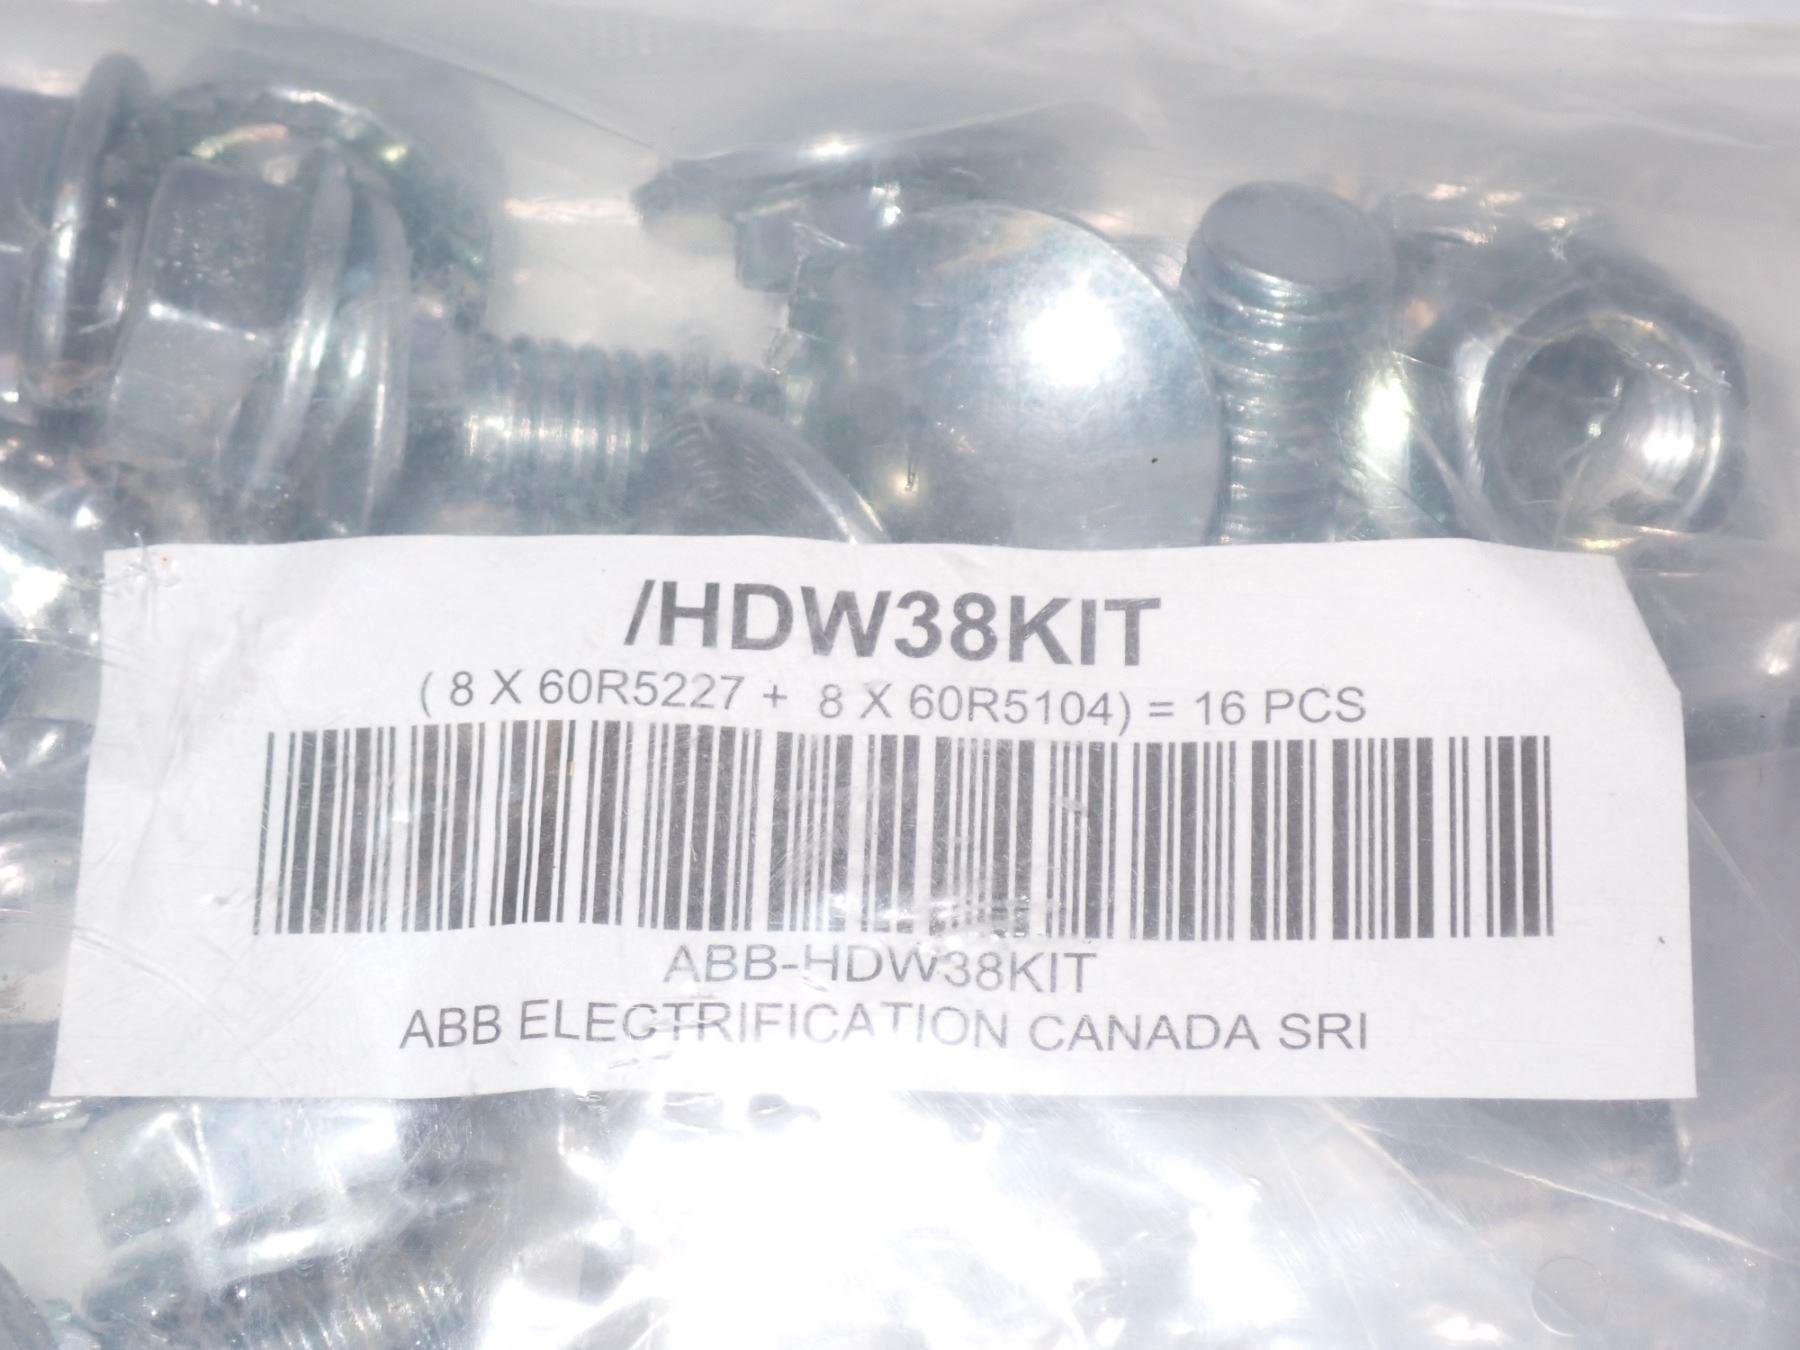 /HDW38KIT
( 8 X 60R5227 + 8 X 60R5104) = 16 PCS
ABB-HDW38KIT
ABB ELECTRIFICATION CANADA SRI